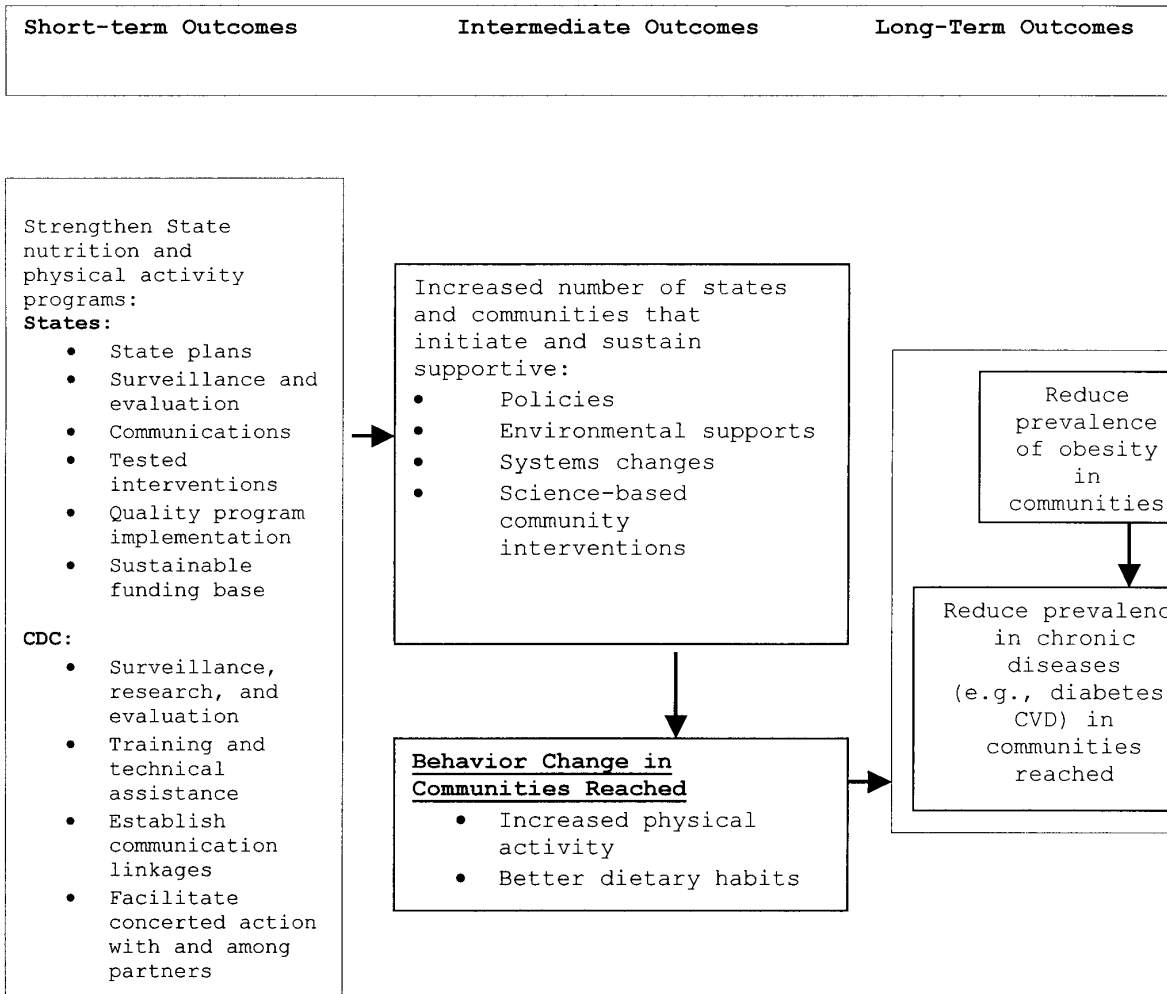 Short-term Outcomes Intermediate Outcomes Long-Term Outcomes
Strengthen State
nutrition and
physical activity
programs:
States:
• State plans
• Surveillance and
evaluation
• Communications
• Tested
interventions
• Quality program
implementation
• Sustainable
funding base
CDC:
• Surveillance,
research, and
evaluation
• Training and
technical
assistance
• Establish
communication
linkages
• Facilitate
concerted action
with and among
partners
Increased number of states
and communities that
initiate and sustain
supportive:
• Policies
• Environmental supports
• Systems changes
• Science-based
community
interventions
Behavior Change in
Communities Reached
• Increased physical
activity
• Better dietary habits
Reduce
prevalence
of obesity
in
communities
Reduce prevalenc
in chronic
diseases
(e.g., diabetes
CVD) in
communities
reached